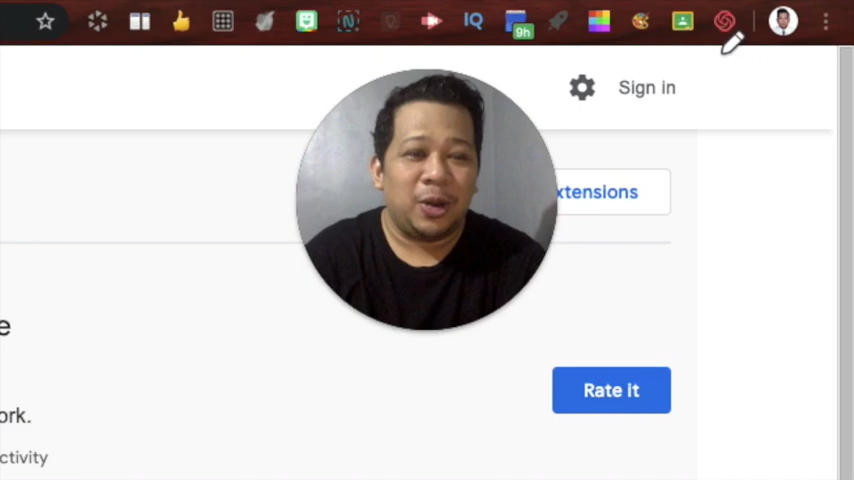 IQ
9h
Sign in
xtensions
e
Rate it
ork.
ctivity